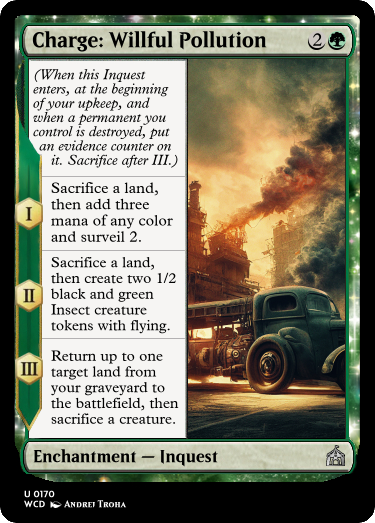 Charge: Willful Pollution 2
(When this Inquest
enters, at the beginning
of your upkeep, and
when a permanent you
control is destroyed, put
an evidence counter on
it. Sacrifice after III.)
I
Sacrifice a land,
then add three
mana of any color
and surveil 2.
II
Sacrifice a land,
then create two 1/2
black and green
Insect creature
tokens with flying.
III
Return up to one
target land from
your graveyard to
the battlefield, then
sacrifice a creature.
Enchantment — Inquest
U 0170
WCD Andrej Troha